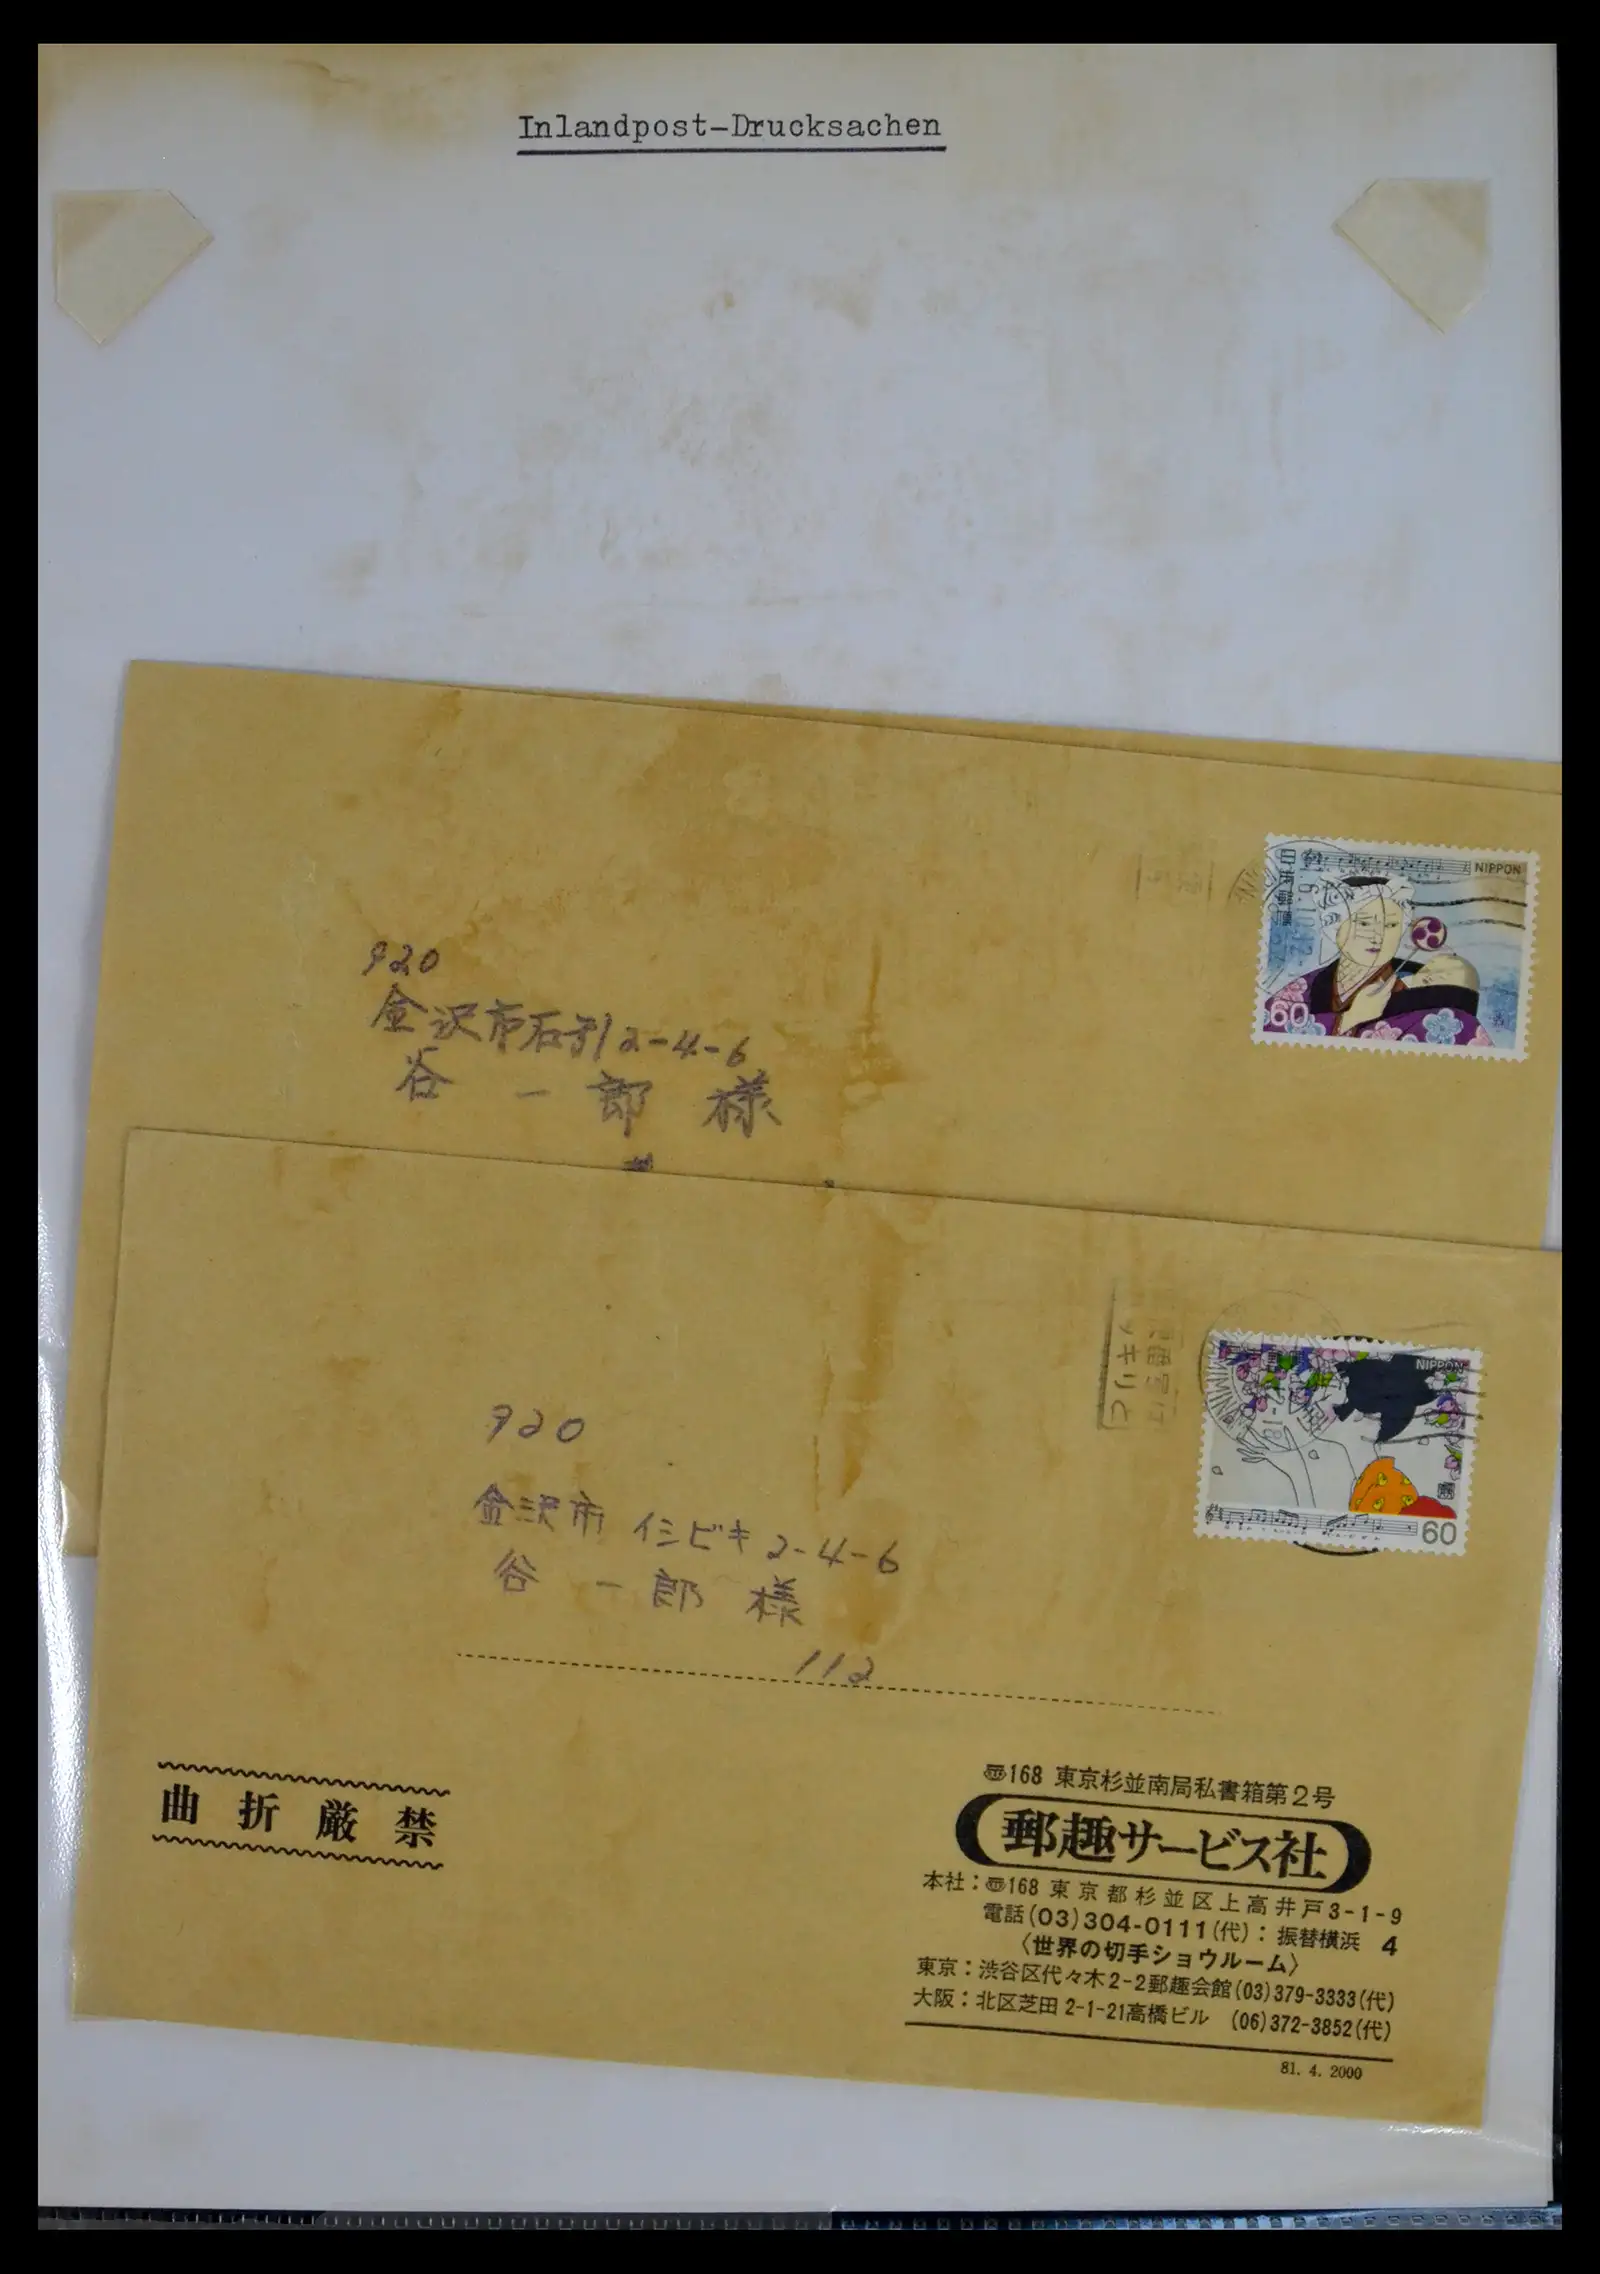 Inlandpost-Drucksachen
NIPPON
60
920
金沢市石引2-4-6
谷 一郎 様
NIPPON
60
920
金沢市 イシビキ 2-4-6
谷 一郎 様
112
曲折厳禁
168 東京杉並南局私書箱第2号
郵趣サービス社
本社:168 東京都杉並区上高井戸3-1-9
電話(03)304-0111(代): 振替横浜 4
〈世界の切手ショウルーム〉
東京:渋谷区代々木2-2郵趣会館(03)379-3333(代)
大阪:北区芝田2-1-21高橋ビル (06)372-3852(代)
81. 4. 2000